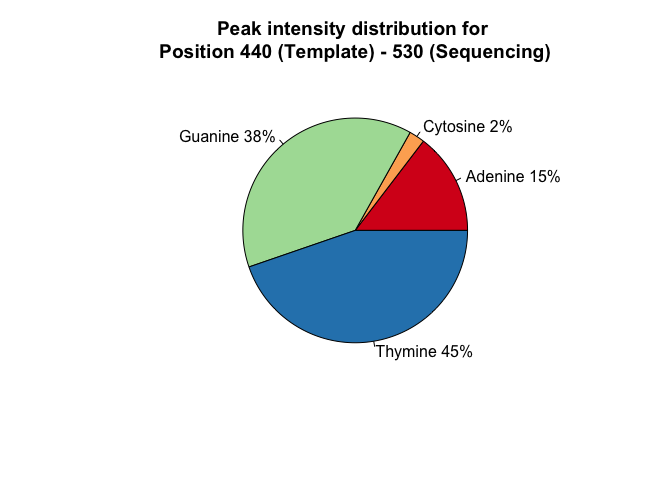 Peak intensity distribution for
Position 440 (Template) - 530 (Sequencing)
Cytosine 2%
Guanine 38%
Adenine 15%
Thymine 45%